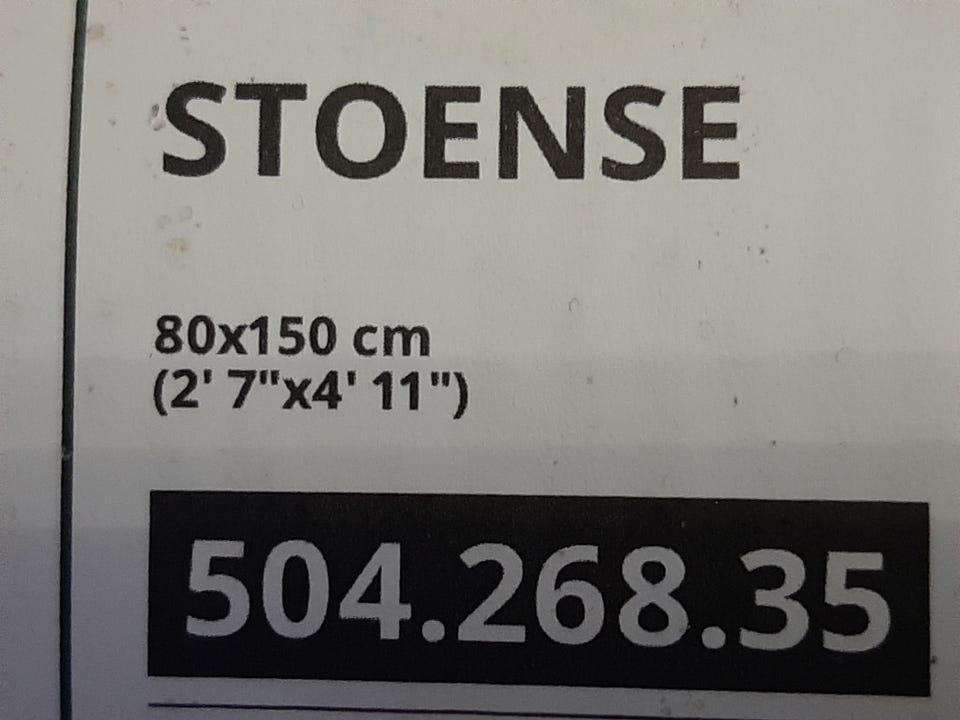 STOENSE
80x150 cm
(2' 7"x4' 11")
504.268.35